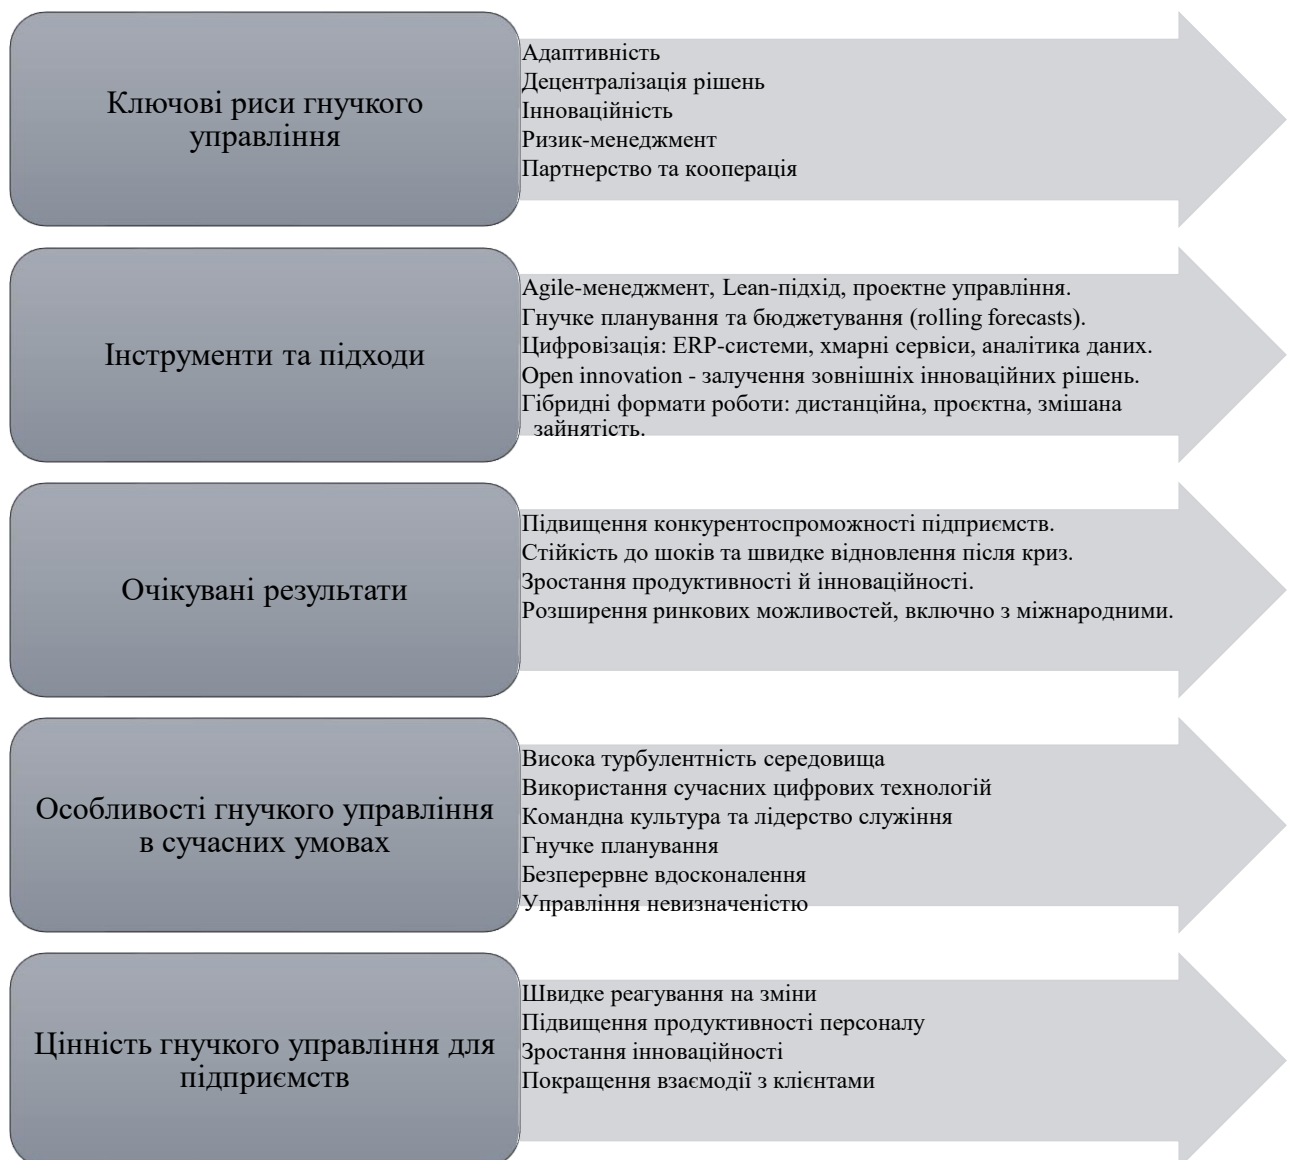 Ключові риси гнучкого
управління
Адаптивність
Децентралізація рішень
Інноваційність
Ризик-менеджмент
Партнерство та кооперація
Інструменти та підходи
Agile-менеджмент, Lean-підхід, проектне управління.
Гнучке планування та бюджетування (rolling forecasts).
Цифровізація: ERP-системи, хмарні сервіси, аналітика даних.
Open innovation - залучення зовнішніх інноваційних рішень.
Гібридні формати роботи: дистанційна, проєктна, змішана
зайнятість.
Очікувані результати
Підвищення конкурентоспроможності підприємств.
Стійкість до шоків та швидке відновлення після криз.
Зростання продуктивності й інноваційності.
Розширення ринкових можливостей, включно з міжнародними.
Особливості гнучкого управління
в сучасних умовах
Висока турбулентність середовища
Використання сучасних цифрових технологій
Командна культура та лідерство служіння
Гнучке планування
Безперервне вдосконалення
Управління невизначеністю
Цінність гнучкого управління для
підприємств
Швидке реагування на зміни
Підвищення продуктивності персоналу
Зростання інноваційності
Покращення взаємодії з клієнтами